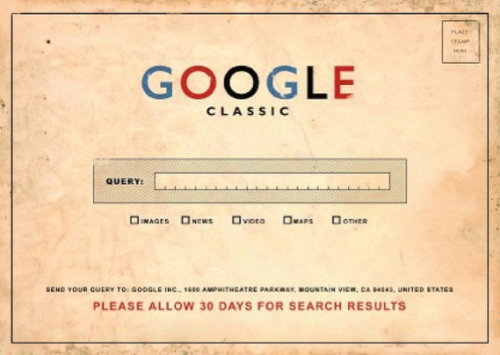 PLACE
STAMP
HERE
GOOGLE
CLASSIC
QUERY:
IMAGES NEWS VIDEO MAPS OTHER
SEND YOUR QUERY TO: GOOGLE INC., 1600 AMPHITHEATRE PARKWAY, MOUNTAIN VIEW, CA 94043, UNITED STATES
PLEASE ALLOW 30 DAYS FOR SEARCH RESULTS